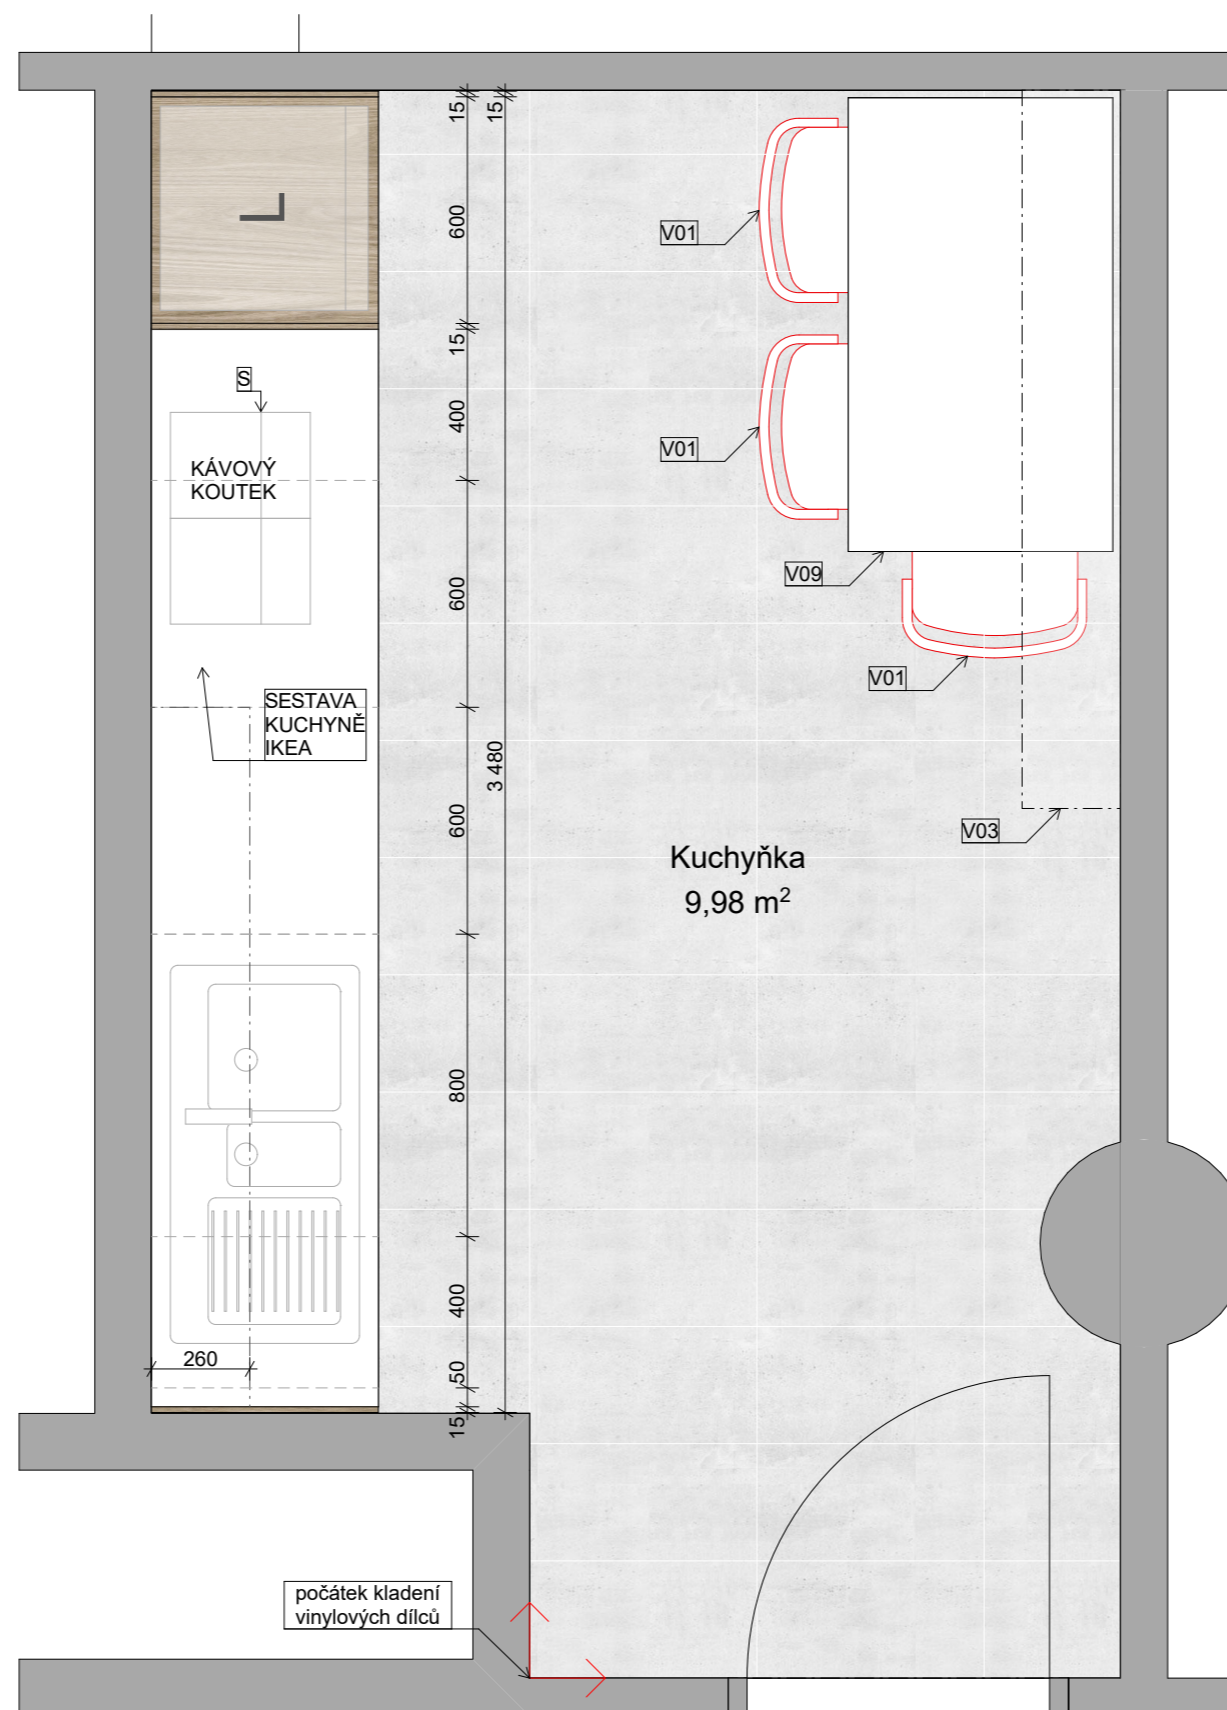 15
15
600
V01
15
S
400
KÁVOVÝ
KOUTEK
V01
600
V09
V01
SESTAVA
KUCHYNĚ
IKEA
3 480
600
V03
Kuchyňka
9,98 m²
800
400
260
50
15
počátek kladení
vinylových dílců
L